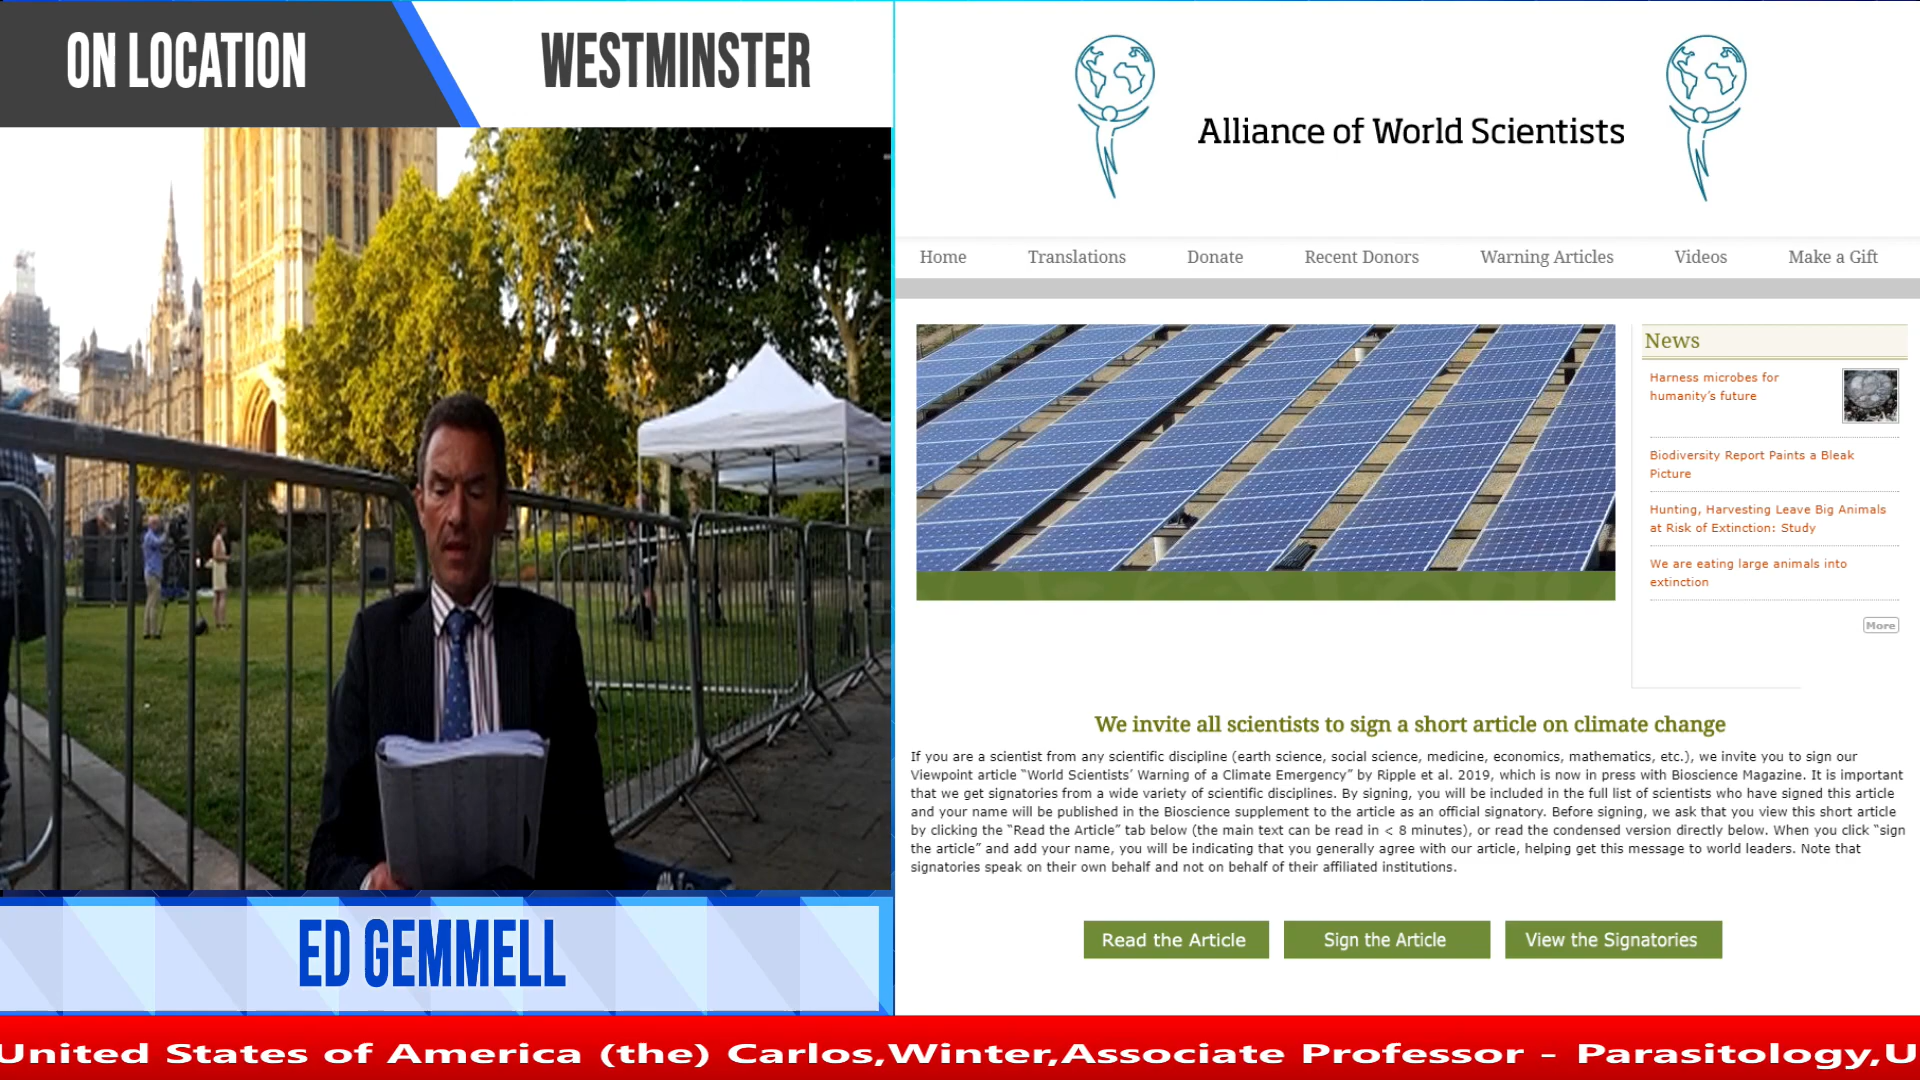 ON LOCATION
WESTMINSTER
ED GEMMELL
Alliance of World Scientists
Home Translations Donate Recent Donors Warning Articles Videos Make a Gift
News
Harness microbes for
humanity's future
Biodiversity Report Paints a Bleak
Picture
Hunting, Harvesting Leave Big Animals
at Risk of Extinction: Study
We are eating large animals into
extinction
More
We invite all scientists to sign a short article on climate change
If you are a scientist from any scientific discipline (earth science, social science, medicine, economics, mathematics, etc.), we invite you to sign our
Viewpoint article “World Scientists’ Warning of a Climate Emergency” by Ripple et al. 2019, which is now in press with Bioscience Magazine. It is important
that we get signatories from a wide variety of scientific disciplines. By signing, you will be included in the full list of scientists who have signed this article
and your name will be published in the Bioscience supplement to the article as an official signatory. Before signing, we ask that you view this short article
by clicking the “Read the Article” tab below (the main text can be read in < 8 minutes), or read the condensed version directly below. When you click “sign
the article” and add your name, you will be indicating that you generally agree with our article, helping get this message to world leaders. Note that
signatories speak on their own behalf and not on behalf of their affiliated institutions.
Read the Article Sign the Article View the Signatories
United States of America (the) Carlos,Winter,Associate Professor - Parasitology,U